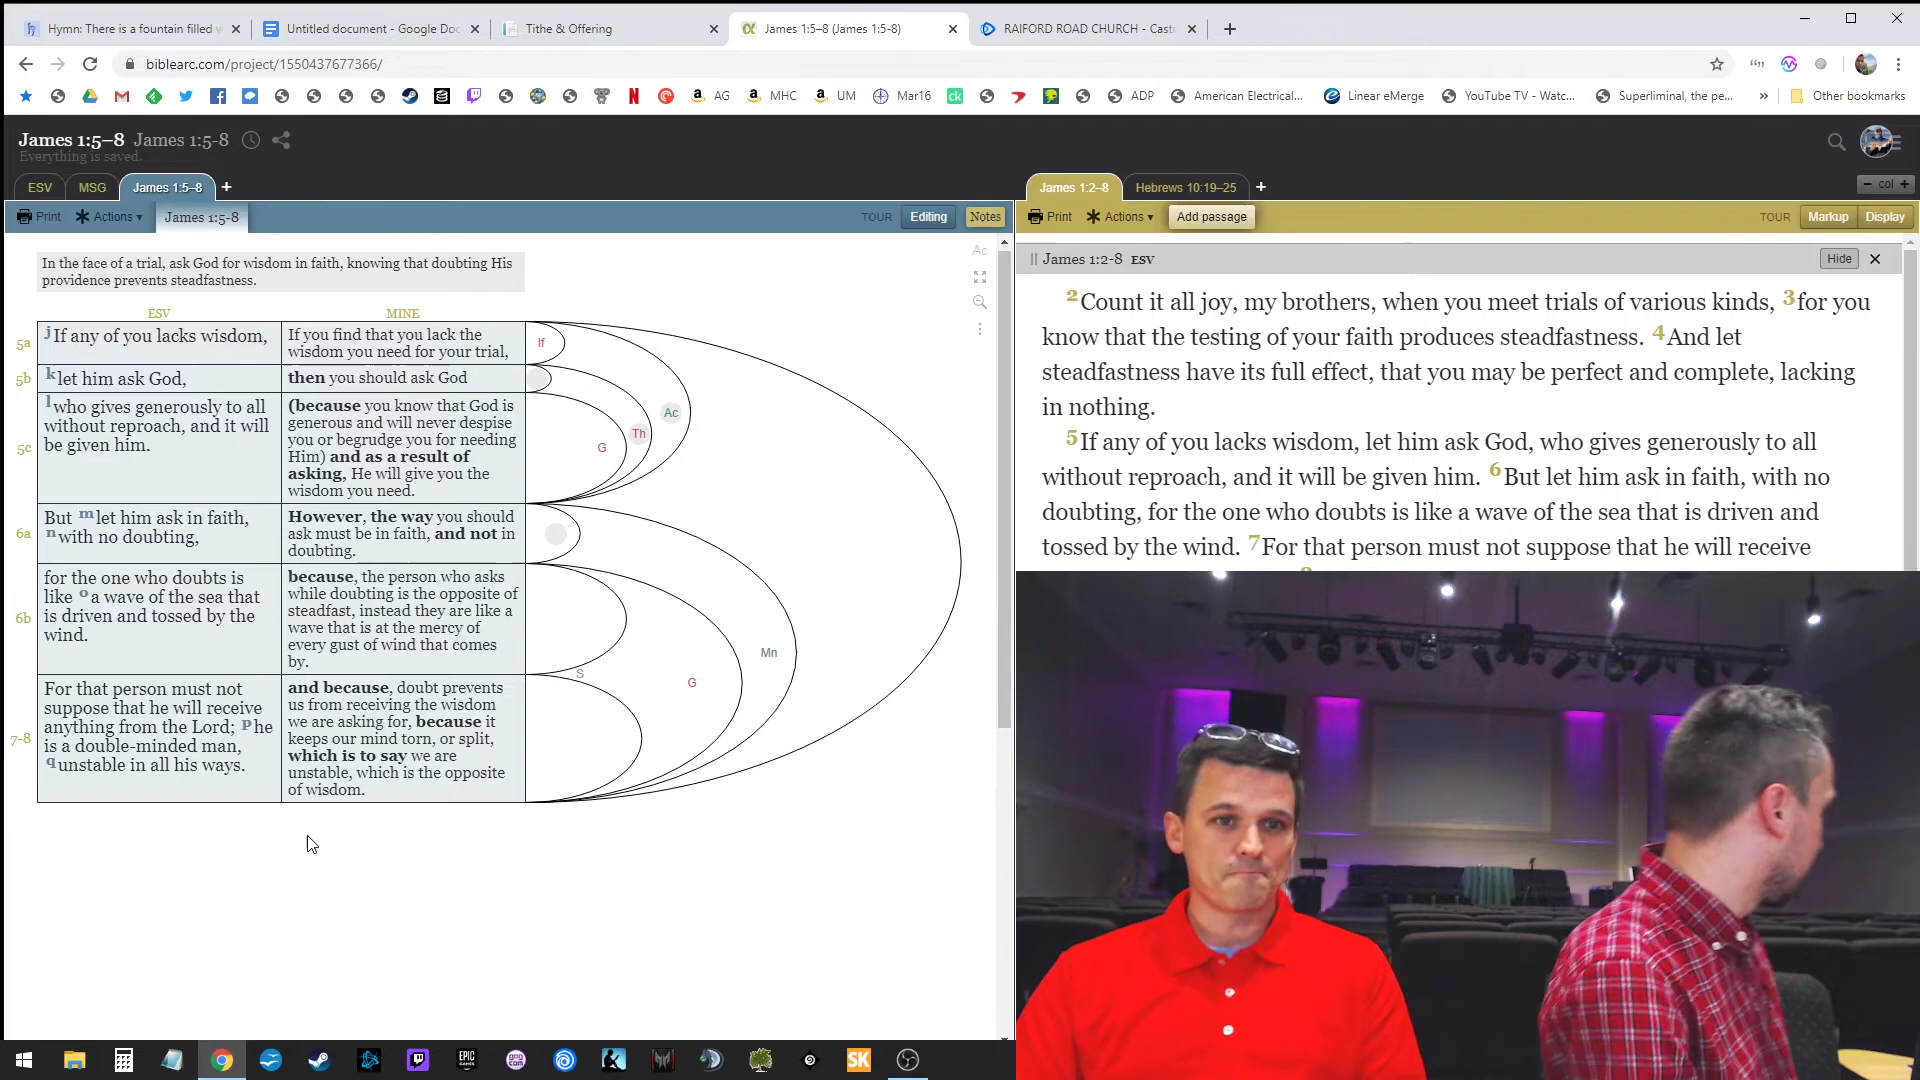 Hymn: There is a fountain filled w
Untitled document - Google Doc
Tithe & Offering
James 1:5–8 (James 1:5-8)
RAIFORD ROAD CHURCH - Cast
biblearc.com/project/1550437677366/
AG
MHC
UM
Mar16
ADP
American Electrical...
Linear eMerge
YouTube TV - Watc...
Superliminal, the pe...
»
Other bookmarks
James 1:5–8 James 1:5-8
Everything is saved.
ESV
MSG
James 1:5–8
+
James 1:2–8
Hebrews 10:19–25
+
− col +
Print
Actions
James 1:5-8
TOUR
Editing
Notes
Print
Actions
Add passage
TOUR
Markup
Display
In the face of a trial, ask God for wisdom in faith, knowing that doubting His
providence prevents steadfastness.
ESV
MINE
5a
jIf any of you lacks wisdom,
If you find that you lack the
wisdom you need for your trial,
5b
klet him ask God,
then you should ask God
5c
lwho gives generously to all
without reproach, and it will
be given him.
(because you know that God is
generous and will never despise
you or begrudge you for needing
Him) and as a result of
asking, He will give you the
wisdom you need.
6a
But mlet him ask in faith,
nwith no doubting,
However, the way you should
ask must be in faith, and not in
doubting.
6b
for the one who doubts is
like oa wave of the sea that
is driven and tossed by the
wind.
because, the person who asks
while doubting is the opposite of
steadfast, instead they are like a
wave that is at the mercy of
every gust of wind that comes
by.
7-8
For that person must not
suppose that he will receive
anything from the Lord; phe
is a double-minded man,
qunstable in all his ways.
and because, doubt prevents
us from receiving the wisdom
we are asking for, because it
keeps our mind torn, or split,
which is to say we are
unstable, which is the opposite
of wisdom.
If
Ac
Th
G
Mn
S
G
Ac
James 1:2-8 ESV
Hide
2Count it all joy, my brothers, when you meet trials of various kinds, 3for you
know that the testing of your faith produces steadfastness. 4And let
steadfastness have its full effect, that you may be perfect and complete, lacking
in nothing.
5If any of you lacks wisdom, let him ask God, who gives generously to all
without reproach, and it will be given him. 6But let him ask in faith, with no
doubting, for the one who doubts is like a wave of the sea that is driven and
tossed by the wind. 7For that person must not suppose that he will receive
EPIC
GAMES
SK